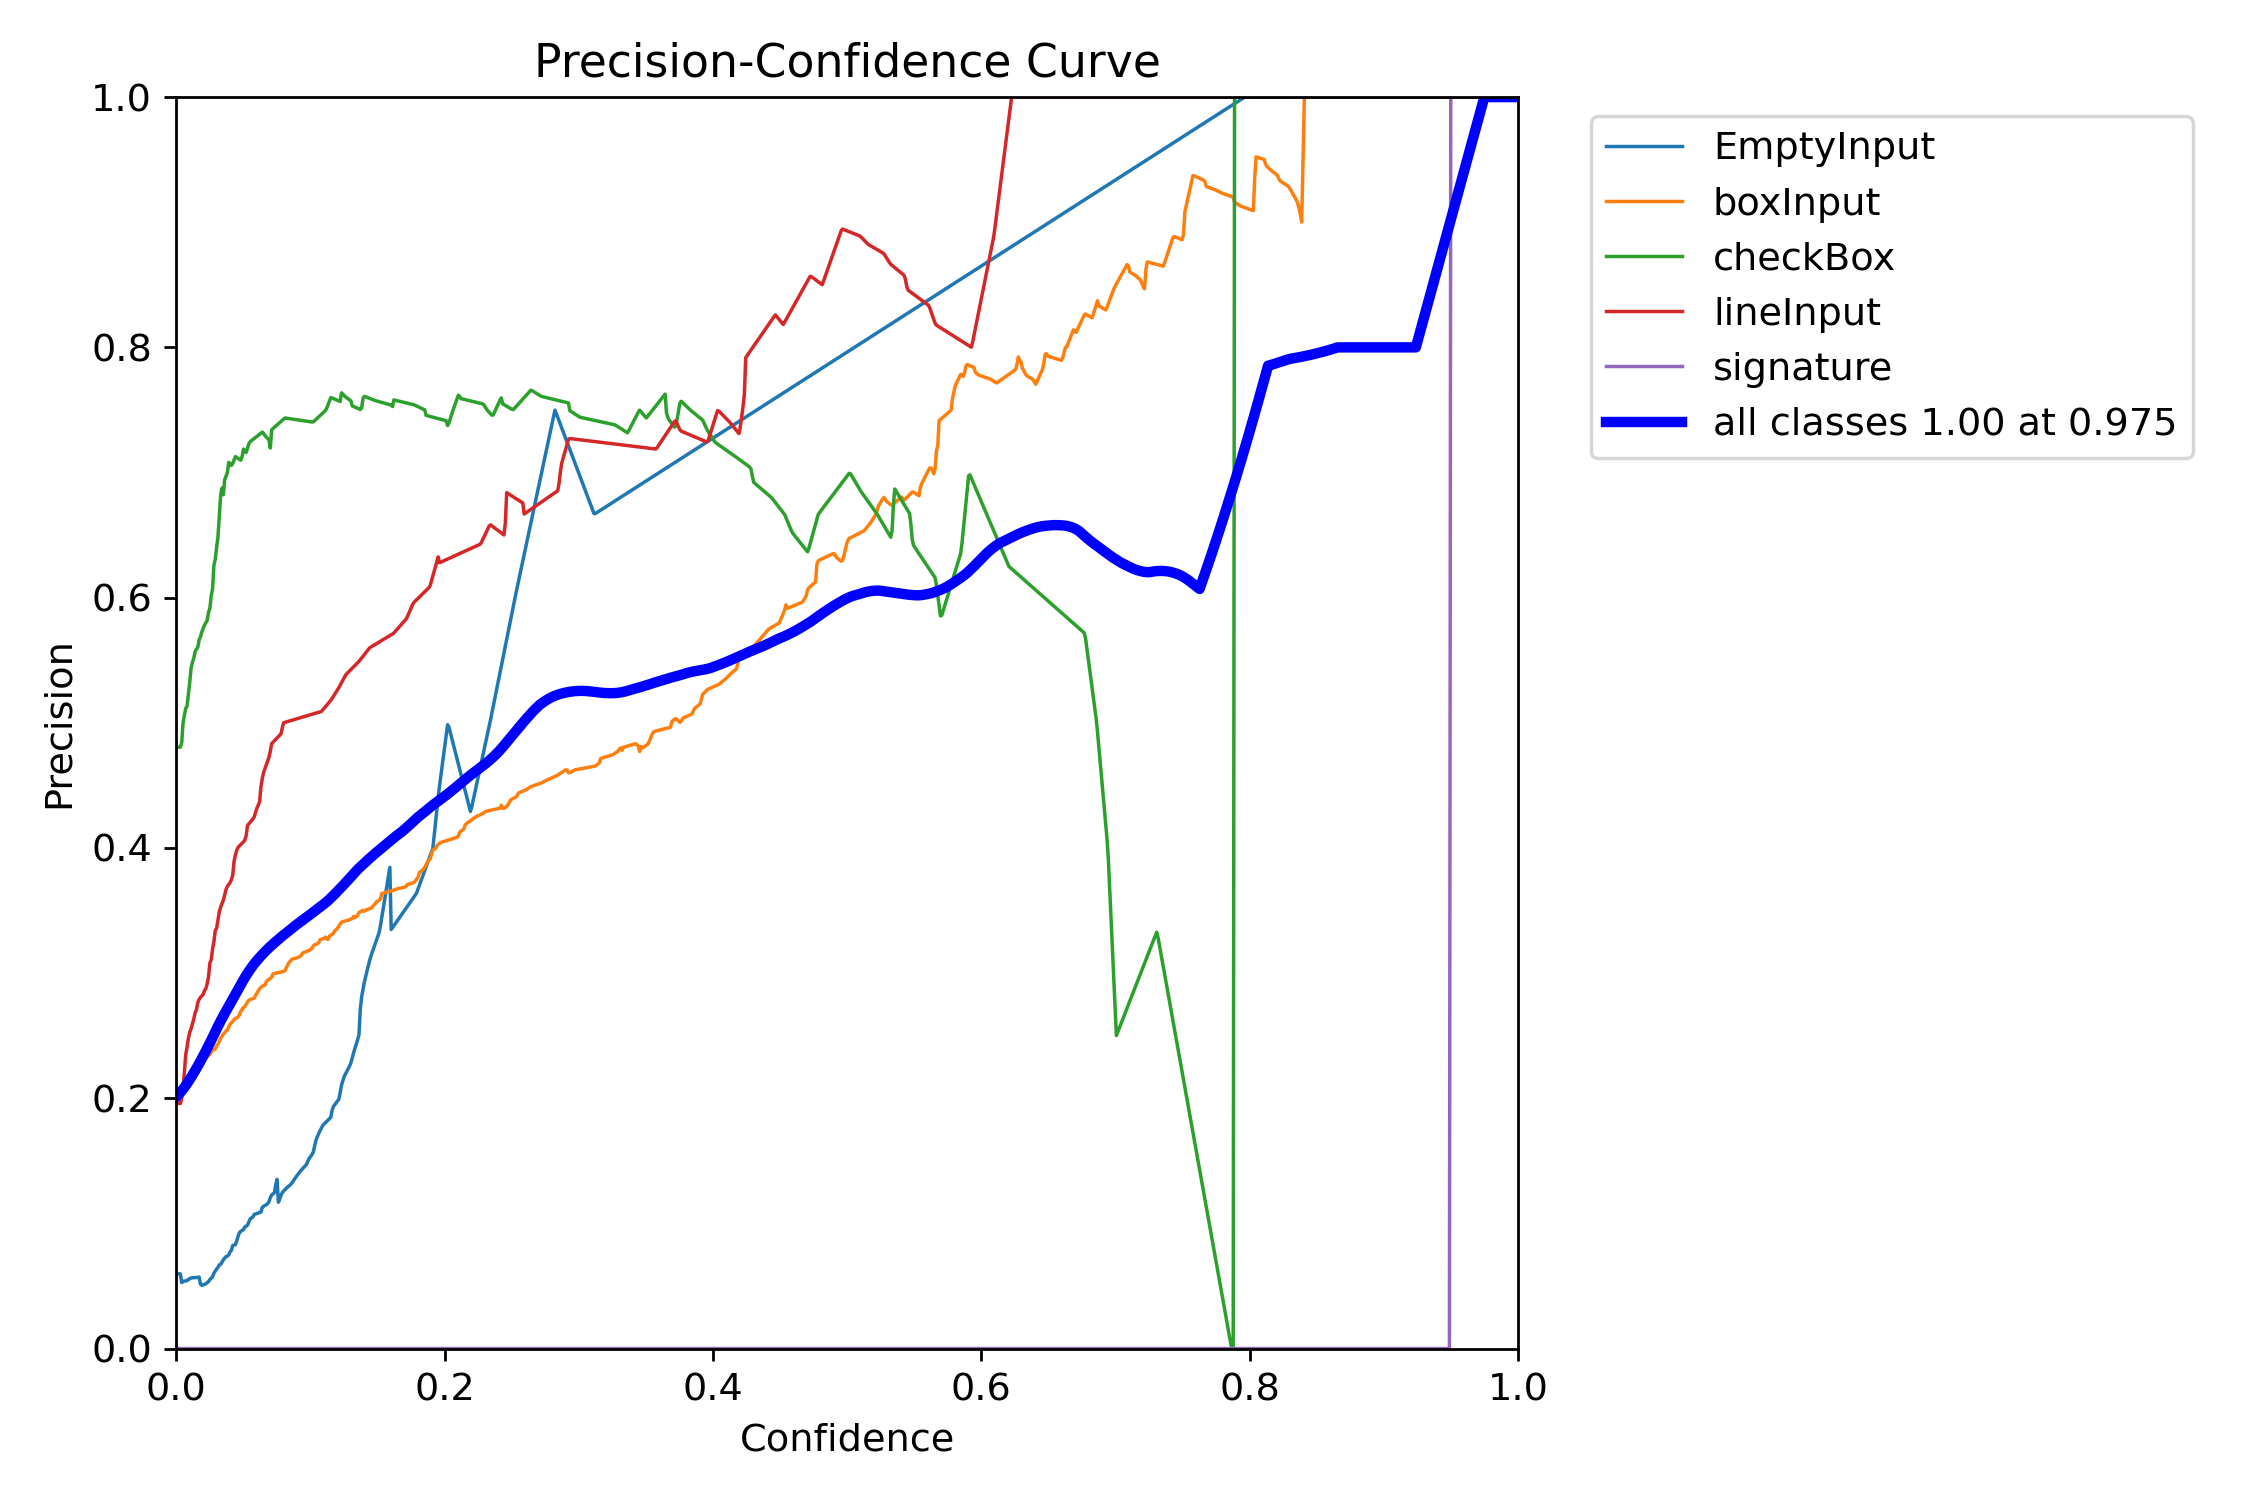 Precision-Confidence Curve
1.0
0.8
0.6
0.4
0.2
0.0
Precision
0.0 0.2 0.4 0.6 0.8 1.0
Confidence
EmptyInput
boxInput
checkBox
lineInput
signature
all classes 1.00 at 0.975